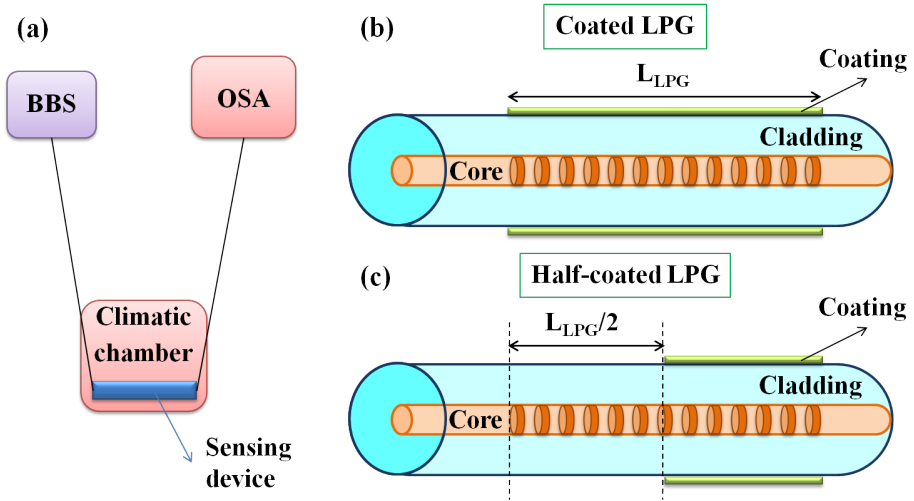 (a)
BBS
OSA
Climatic
chamber
Sensing
device
(b)
Coated LPG
Coating
LLPG
Cladding
Core
(c)
Half-coated LPG
Coating
LLPG/2
Cladding
Core